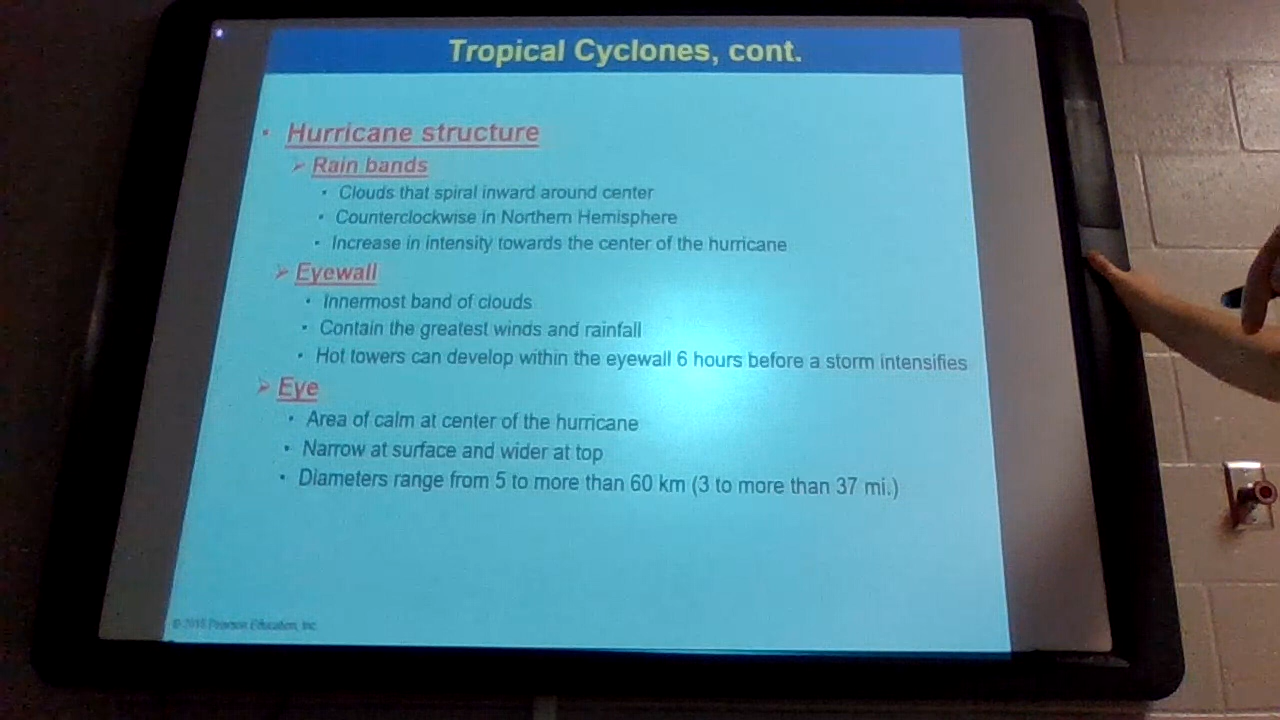 Tropical Cyclones, cont.
• Hurricane structure
➢ Rain bands
• Clouds that spiral inward around center
• Counterclockwise in Northern Hemisphere
• Increase in intensity towards the center of the hurricane
➢ Eyewall
• Innermost band of clouds
• Contain the greatest winds and rainfall
• Hot towers can develop within the eyewall 6 hours before a storm intensifies
➢ Eye
• Area of calm at center of the hurricane
• Narrow at surface and wider at top
• Diameters range from 5 to more than 60 km (3 to more than 37 mi.)
© Pearson Education, Inc.